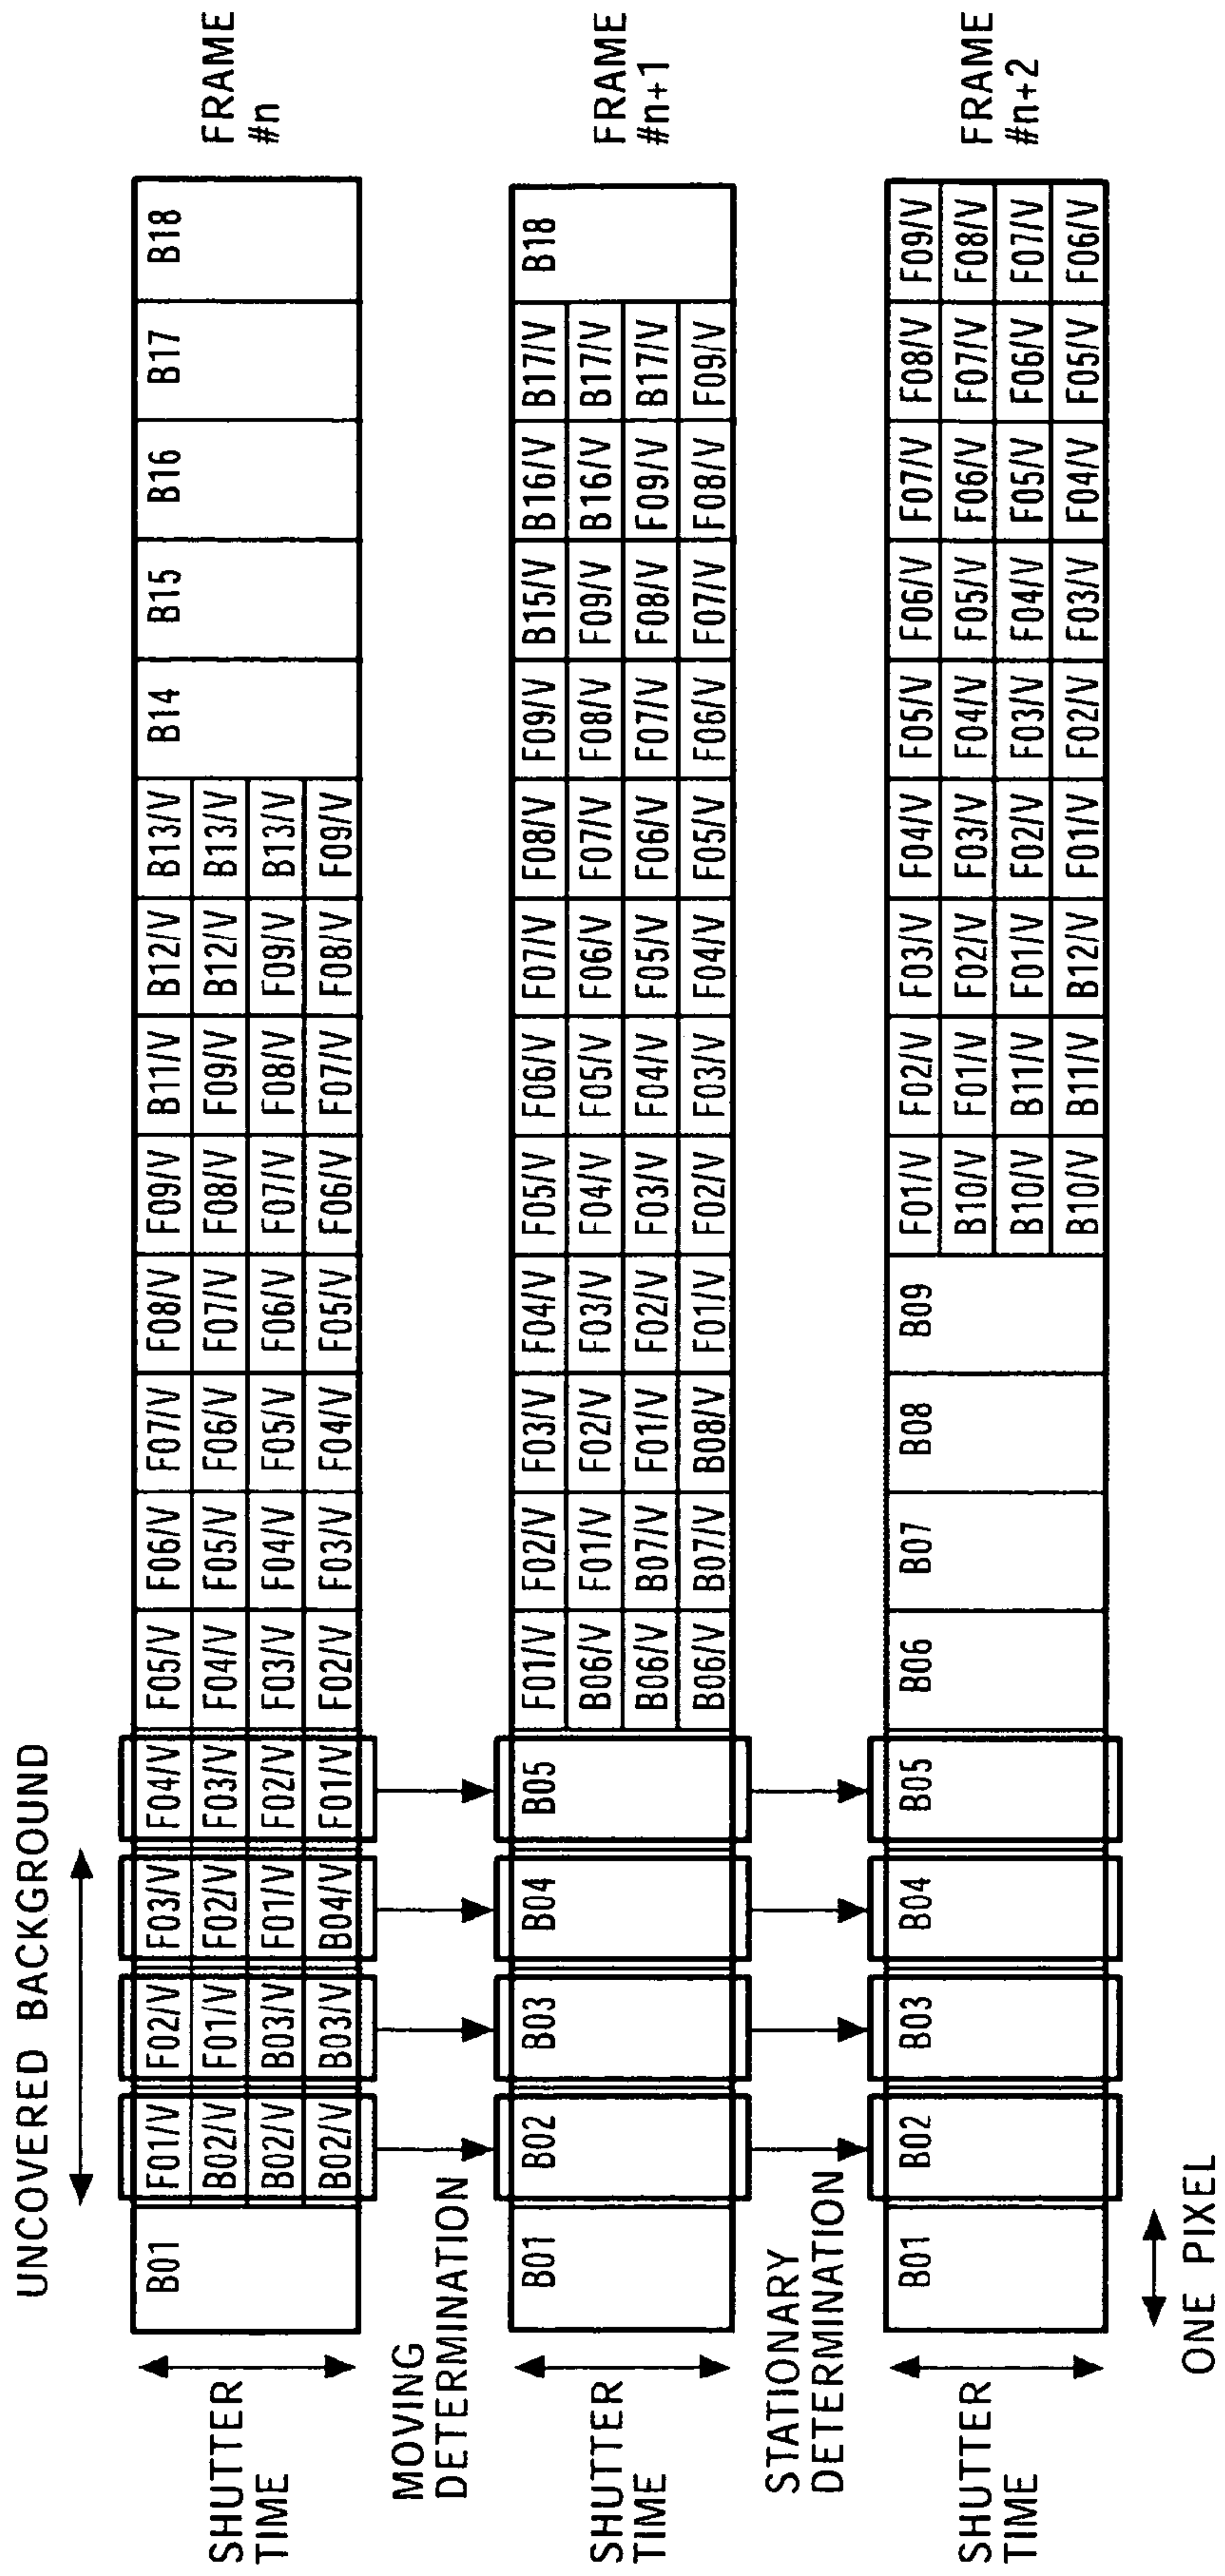 UNCOVERED BACKGROUND
B01 F01/V F02/V F03/V F04/V F05/V F06/V F07/V F08/V F09/V B11/V B12/V B13/V B14 B15 B16 B17 B18
B02/V F01/V F02/V F03/V F04/V F05/V F06/V F07/V F08/V F09/V B12/V B13/V
B02/V B03/V F01/V F02/V F03/V F04/V F05/V F06/V F07/V F08/V F09/V B13/V
B02/V B03/V B04/V F01/V F02/V F03/V F04/V F05/V F06/V F07/V F08/V F09/V
SHUTTER
TIME
FRAME
#n
MOVING
DETERMINATION
B01 B02 B03 B04 B05 F01/V F02/V F03/V F04/V F05/V F06/V F07/V F08/V F09/V B15/V B16/V B17/V B18
B06/V F01/V F02/V F03/V F04/V F05/V F06/V F07/V F08/V F09/V B16/V B17/V
B06/V B07/V F01/V F02/V F03/V F04/V F05/V F06/V F07/V F08/V F09/V B17/V
B06/V B07/V B08/V F01/V F02/V F03/V F04/V F05/V F06/V F07/V F08/V F09/V
SHUTTER
TIME
FRAME
#n+1
STATIONARY
DETERMINATION
B01 B02 B03 B04 B05 B06 B07 B08 B09 F01/V F02/V F03/V F04/V F05/V F06/V F07/V F08/V F09/V
B10/V F01/V F02/V F03/V F04/V F05/V F06/V F07/V F08/V
B10/V B11/V F01/V F02/V F03/V F04/V F05/V F06/V F07/V
B10/V B11/V B12/V F01/V F02/V F03/V F04/V F05/V F06/V
SHUTTER
TIME
FRAME
#n+2
ONE PIXEL